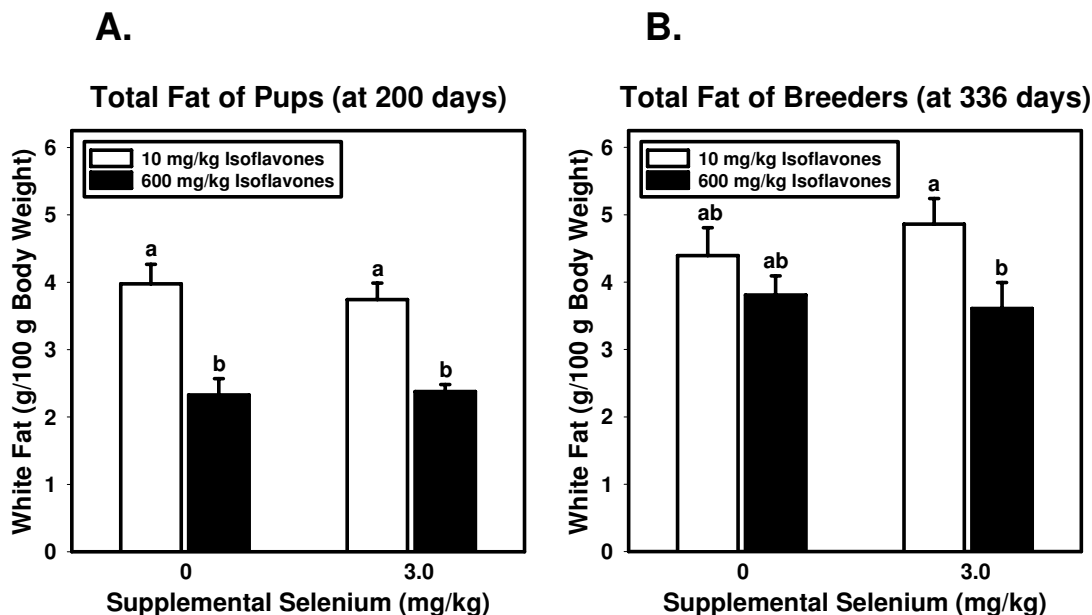 A.
Total Fat of Pups (at 200 days)
White Fat (g/100 g Body Weight)
6
5
4
3
2
1
0
10 mg/kg Isoflavones
600 mg/kg Isoflavones
a
b
a
b
0
3.0
Supplemental Selenium (mg/kg)
B.
Total Fat of Breeders (at 336 days)
White Fat (g/100 g Body Weight)
6
5
4
3
2
1
0
10 mg/kg Isoflavones
600 mg/kg Isoflavones
ab
ab
a
b
0
3.0
Supplemental Selenium (mg/kg)